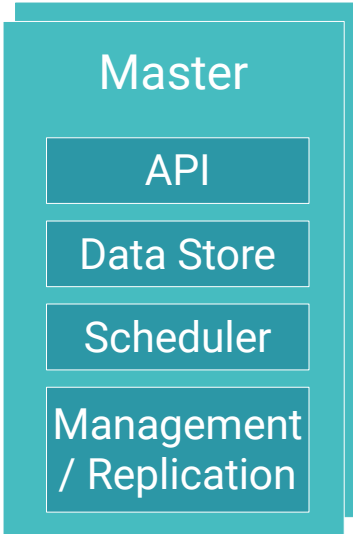 Master
API
Data Store
Scheduler
Management
/ Replication